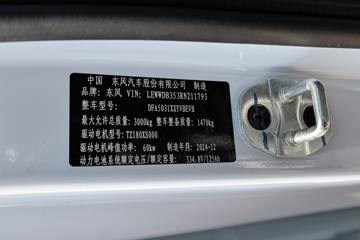 中国 东风汽车股份有限公司 制造
品牌: 东风 VIN: LEWWDB353RN211793
整车型号: DFA5031XXYVBEVB
最大允许总质量: 3000kg 整车整备质量: 1470kg
驱动电机型号: TZ180XS000
驱动电机峰值功率: 60kw 制造年月: 2024-12
动力电池系统额定电压/额定容量: 334.8V/125Ah